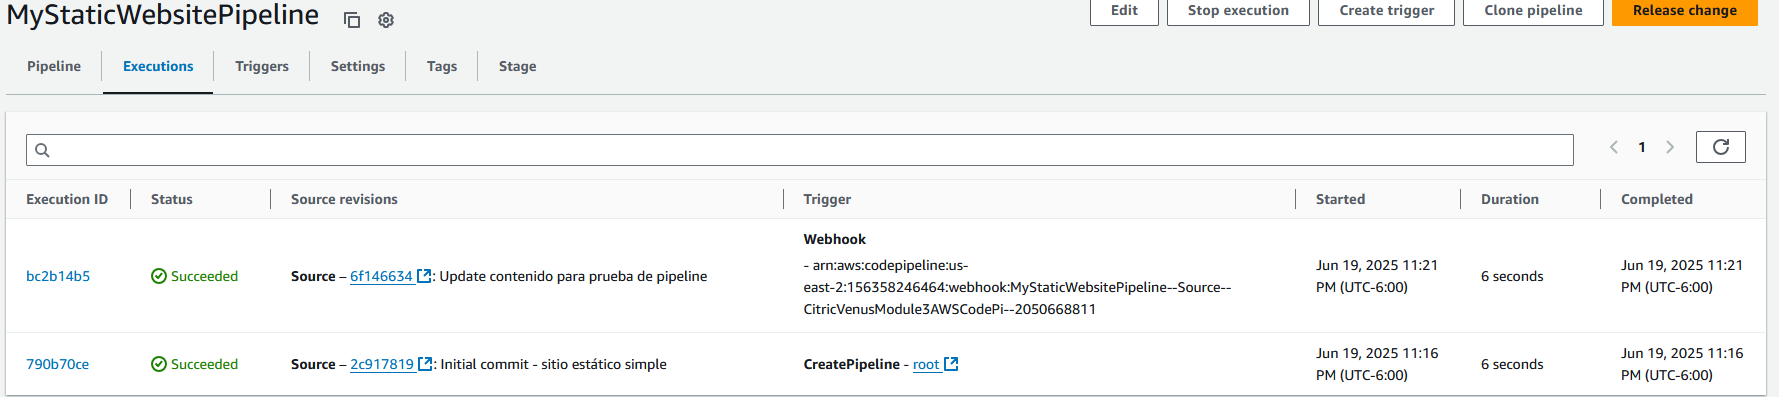 MyStaticWebsitePipeline
Edit
Stop execution
Create trigger
Clone pipeline
Release change
Pipeline
Executions
Triggers
Settings
Tags
Stage
1
Execution ID
Status
Source revisions
Trigger
Started
Duration
Completed
bc2b14b5
Succeeded
Source – 6f146634 : Update contenido para prueba de pipeline
Webhook
- arn:aws:codepipeline:us-
east-2:156358246464:webhook:MyStaticWebsitePipeline--Source--
CitricVenusModule3AWSCodePi--2050668811
Jun 19, 2025 11:21
PM (UTC-6:00)
6 seconds
Jun 19, 2025 11:21
PM (UTC-6:00)
790b70ce
Succeeded
Source – 2c917819 : Initial commit - sitio estático simple
CreatePipeline - root
Jun 19, 2025 11:16
PM (UTC-6:00)
6 seconds
Jun 19, 2025 11:16
PM (UTC-6:00)